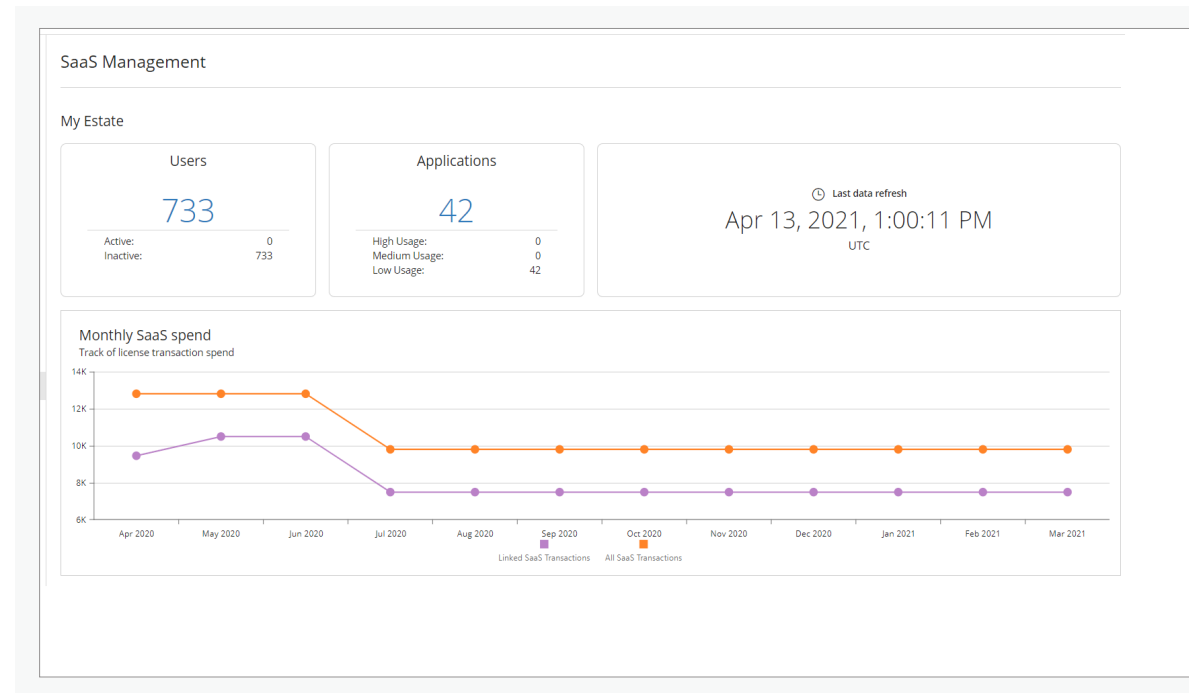 SaaS Management
My Estate
Users
733
Active: 0
Inactive: 733
Applications
42
High Usage: 0
Medium Usage: 0
Low Usage: 42
Last data refresh
Apr 13, 2021, 1:00:11 PM
UTC
Monthly SaaS spend
Track of license transaction spend
14K
12K
10K
8K
6K
Apr 2020 May 2020 Jun 2020 Jul 2020 Aug 2020 Sep 2020 Oct 2020 Nov 2020 Dec 2020 Jan 2021 Feb 2021 Mar 2021
Linked SaaS Transactions All SaaS Transactions